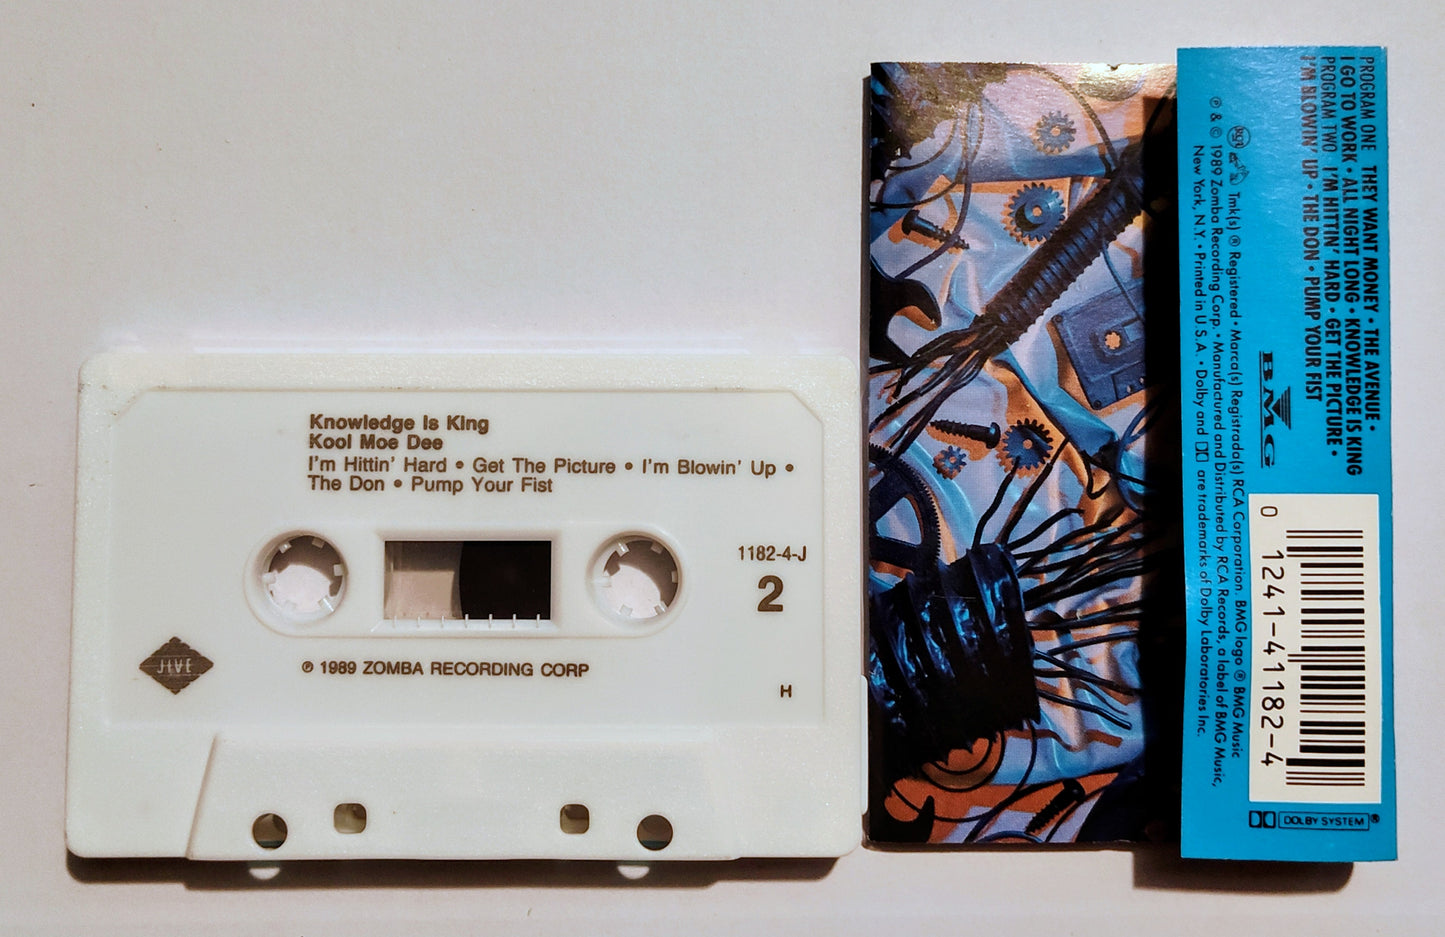 Knowledge Is King
Kool Moe Dee
I'm Hittin' Hard • Get The Picture • I'm Blowin' Up •
The Don • Pump Your Fist
1182-4-J
2
JIVE
℗ 1989 ZOMBA RECORDING CORP
H
PROGRAM ONE THEY WANT MONEY • THE AVENUE •
I GO TO WORK • ALL NIGHT LONG • KNOWLEDGE IS KING
PROGRAM TWO I'M HITTIN' HARD • GET THE PICTURE •
I'M BLOWIN' UP • THE DON • PUMP YOUR FIST
BMG
Tmk(s) ® Registered • Marca(s) Registrada(s) RCA Corporation. BMG logo ® BMG Music
℗ & © 1989 Zomba Recording Corp. • Manufactured and Distributed by RCA Records, a label of BMG Music,
New York, N.Y. • Printed in U.S.A. • Dolby and are trademarks of Dolby Laboratories Inc.
0 1241-41182-4
DOLBY SYSTEM®